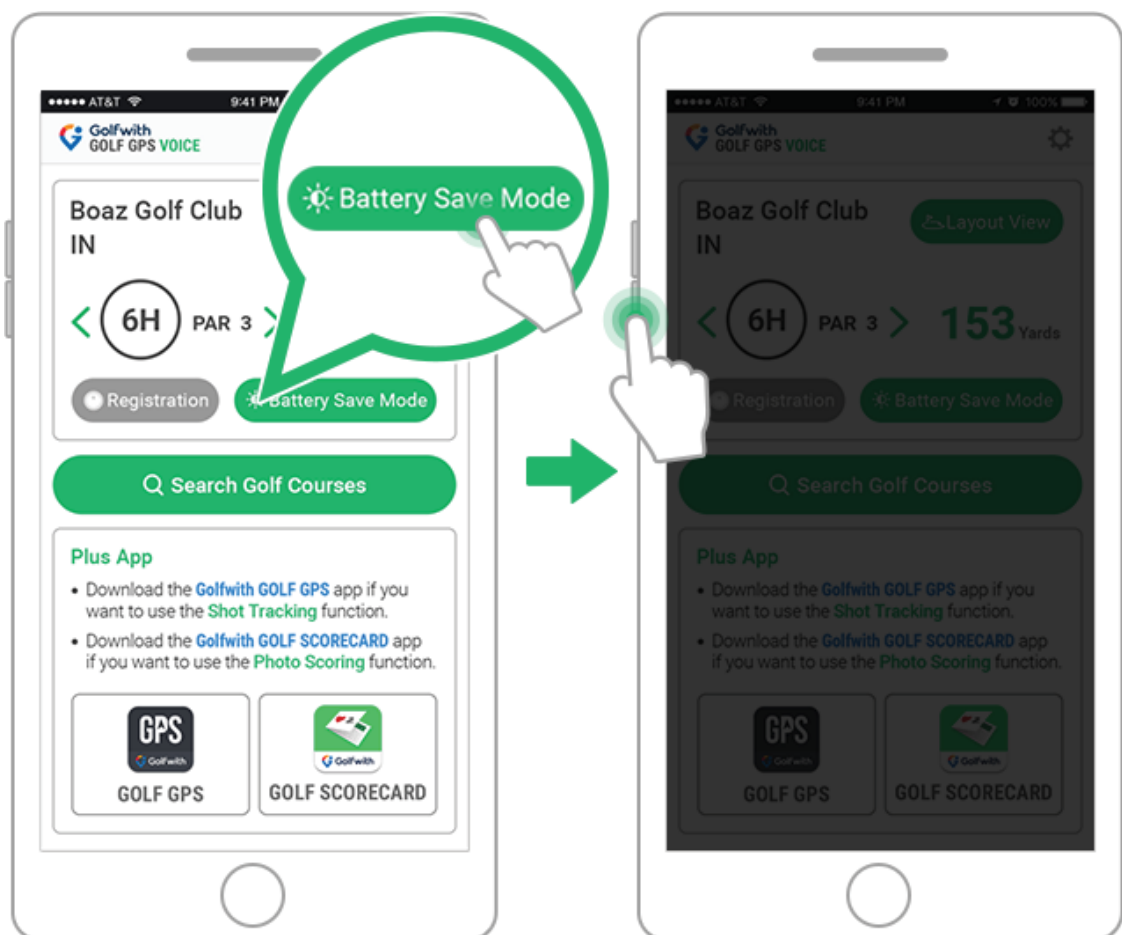 AT&T 9:41 PM
Golfwith
GOLF GPS VOICE
Boaz Golf Club
IN
6H PAR 3
Registration Battery Save Mode
Battery Save Mode
Search Golf Courses
Plus App
• Download the Golfwith GOLF GPS app if you
want to use the Shot Tracking function.
• Download the Golfwith GOLF SCORECARD app
if you want to use the Photo Scoring function.
GPS
Golfwith
GOLF GPS
Golfwith
GOLF SCORECARD
AT&T 9:41 PM 100%
Golfwith
GOLF GPS VOICE
Boaz Golf Club
IN
Layout View
6H PAR 3 153 Yards
Registration Battery Save Mode
Search Golf Courses
Plus App
• Download the Golfwith GOLF GPS app if you
want to use the Shot Tracking function.
• Download the Golfwith GOLF SCORECARD app
if you want to use the Photo Scoring function.
GPS
Golfwith
GOLF GPS
Golfwith
GOLF SCORECARD